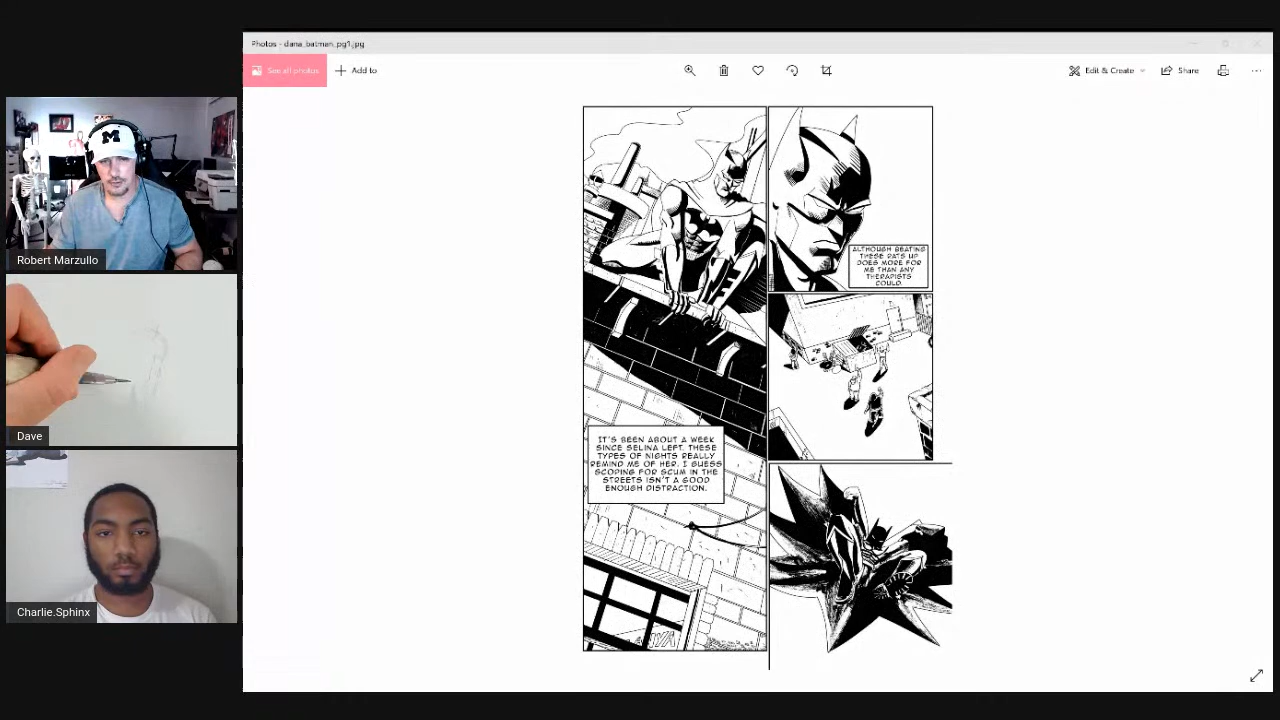 Photos - dana_batman_pg1.jpg
See all photos
Add to
Edit & Create
Share
M
Robert Marzullo
Dave
Charlie.Sphinx
IT'S BEEN ABOUT A WEEK
SINCE SELINA LEFT. THESE
TYPES OF NIGHTS REALLY
REMIND ME OF HER. I GUESS
SCOPING FOR SCUM IN THE
STREETS ISN'T A GOOD
ENOUGH DISTRACTION.
ALTHOUGH BEATING
THESE RATS UP
DOES MORE FOR
ME THAN ANY
THERAPISTS
COULD.